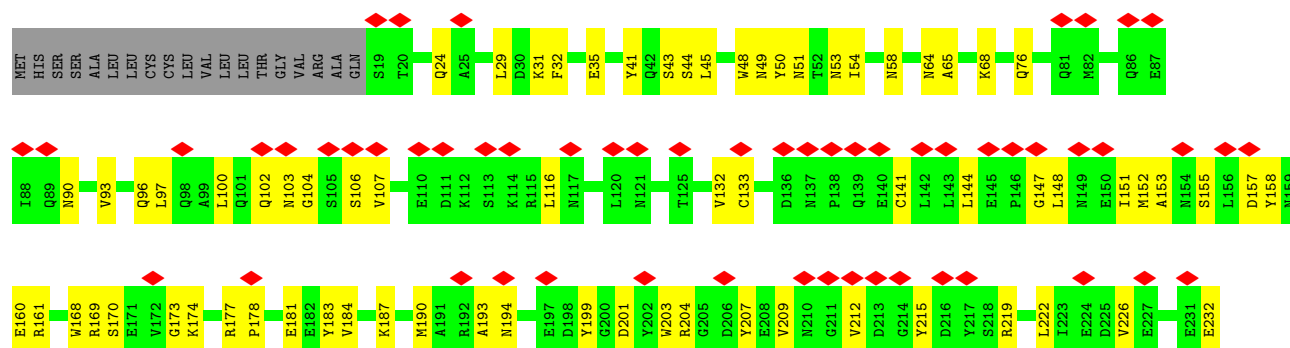 MET HIS SER SER ALA LEU LEU CYS CYS LEU VAL LEU LEU THR GLY VAL ARG ALA GLN S19 T20 Q24 A25 L29 D30 K31 F32 E35 Y41 Q42 S43 S44 L45 W48 N49 Y50 N51 T52 N53 I54 N58 N64 A65 K68 Q76 Q81 M82 Q86 E87
I88 Q89 N90 V93 Q96 L97 Q98 A99 L100 Q101 Q102 N103 G104 S105 S106 V107 E110 D111 K112 S113 K114 R115 L116 N117 L120 N121 T125 V132 C133 D136 N137 P138 Q139 E140 C141 L142 L143 L144 E145 P146 G147 L148 N149 E150 I151 M152 A153 N154 S155 L156 D157 Y158 N159
E160 R161 W168 R169 S170 E171 V172 G173 K174 R177 P178 E181 E182 Y183 V184 K187 M190 A191 R192 A193 N194 E197 D198 Y199 G200 D201 Y202 W203 R204 G205 D206 Y207 E208 V209 N210 G211 V212 D213 G214 Y215 D216 Y217 S218 R219 L222 I223 E224 D225 V226 E227 E231 E232